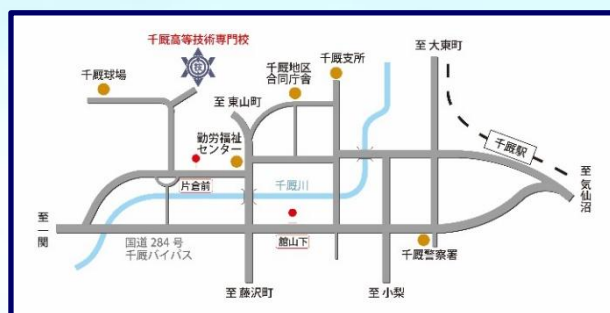 千厩高等技術専門校
千厩球場
千厩地区
合同庁舎
千厩支所
至 大東町
至 東山町
勤労福祉
センター
千厩駅
至 気仙沼
片倉前
千厩川
至 一関
国道 284 号
千厩バイパス
舘山下
千厩警察署
至 藤沢町
至 小梨